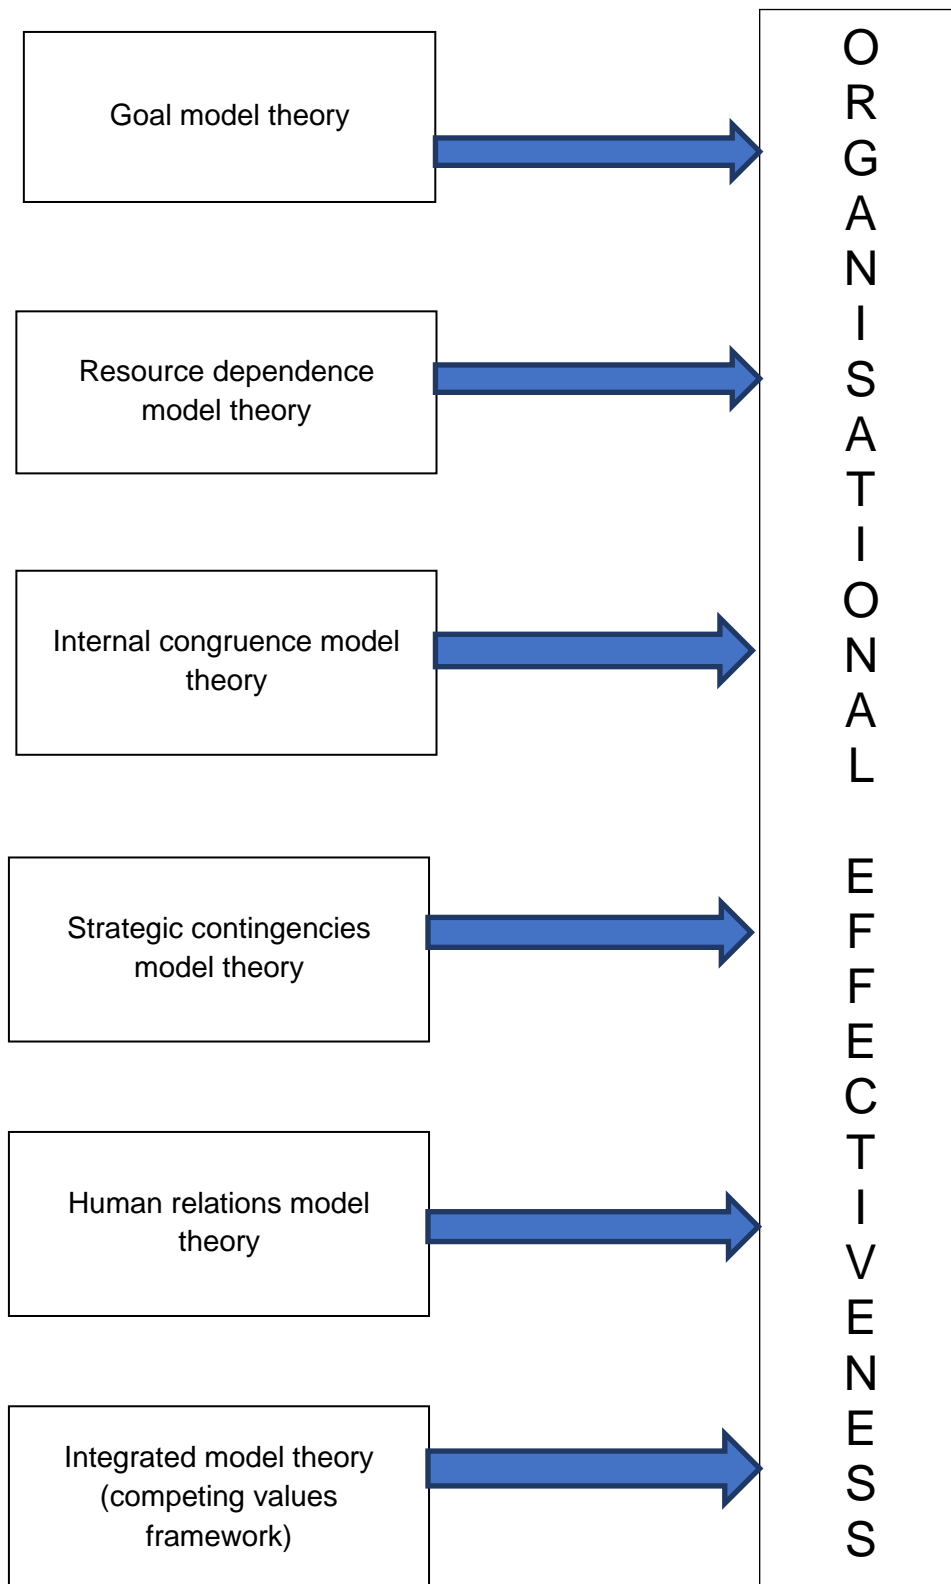 Goal model theory
Resource dependence
model theory
Internal congruence model
theory
Strategic contingencies
model theory
Human relations model
theory
Integrated model theory
(competing values
framework)
O
R
G
A
N
I
S
A
T
I
O
N
A
L
E
F
F
E
C
T
I
V
E
N
E
S
S